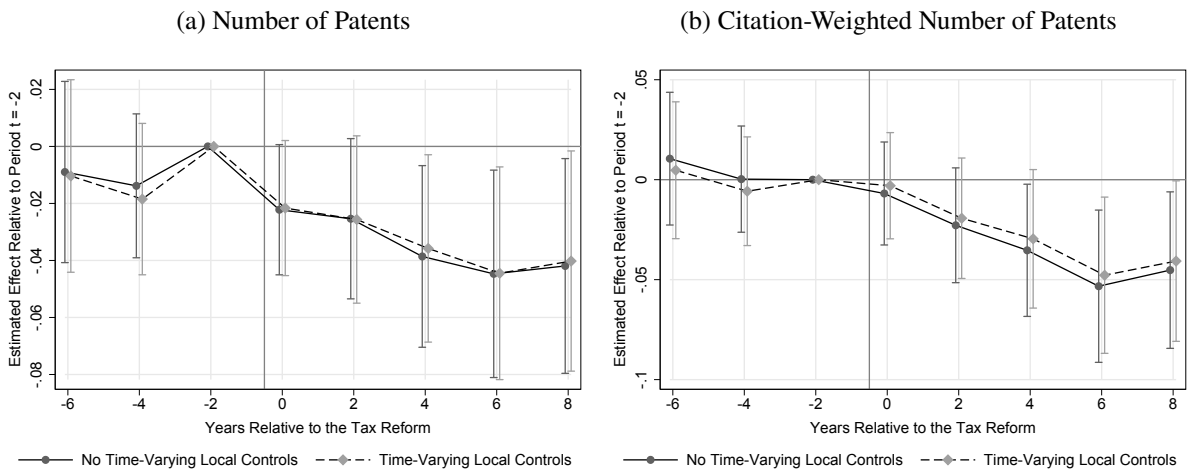 (a) Number of Patents
Estimated Effect Relative to Period t = -2
.02
0
-.02
-.04
-.06
-.08
-6 -4 -2 0 2 4 6 8
Years Relative to the Tax Reform
No Time-Varying Local Controls Time-Varying Local Controls
(b) Citation-Weighted Number of Patents
Estimated Effect Relative to Period t = -2
.05
0
-.05
-.1
-6 -4 -2 0 2 4 6 8
Years Relative to the Tax Reform
No Time-Varying Local Controls Time-Varying Local Controls